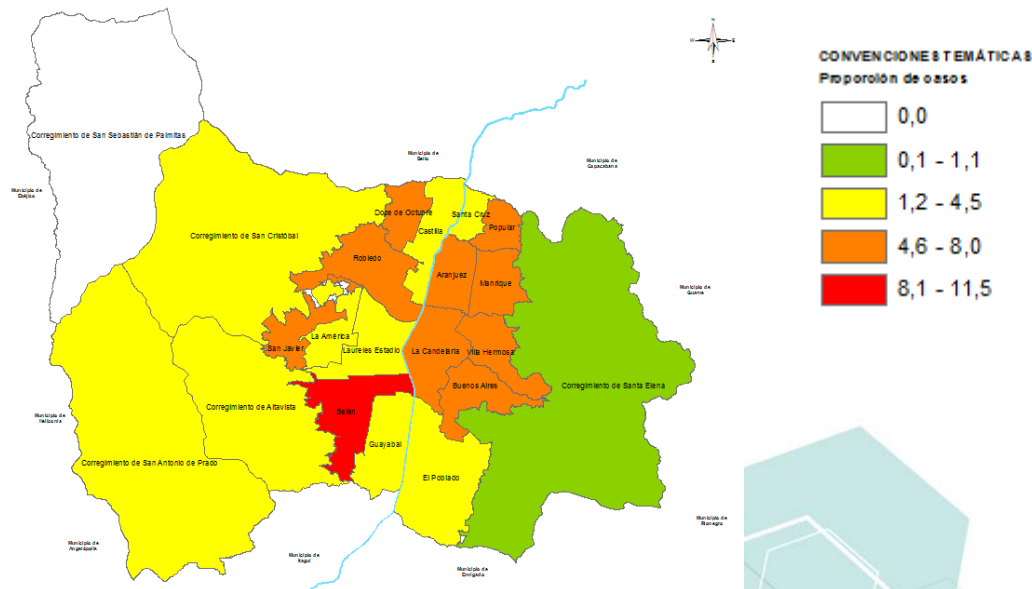 N
E
S
CONVENCIONES TEMÁTICAS
Proporción de casos
0,0
0,1 - 1,1
1,2 - 4,5
4,6 - 8,0
8,1 - 11,5
Corregimiento de San Sebastián de Palmitas
Municipio de
Bello
Municipio de
Copacabana
Municipio de
Ebéjico
Doce de Octubre
Santa Cruz
Castilla
Popular
Corregimiento de San Cristóbal
Robledo
Aranjuez
Manrique
Municipio de
Guarne
La América
San Javier
Laureles Estadio
La Candelaria
Villa Hermosa
Buenos Aires
Corregimiento de Santa Elena
Corregimiento de Altavista
Belén
Municipio de
Heliconia
Guayabal
Corregimiento de San Antonio de Prado
El Poblado
Municipio de
Rionegro
Municipio de
Angelópolis
Municipio de
Itagüí
Municipio de
Envigado